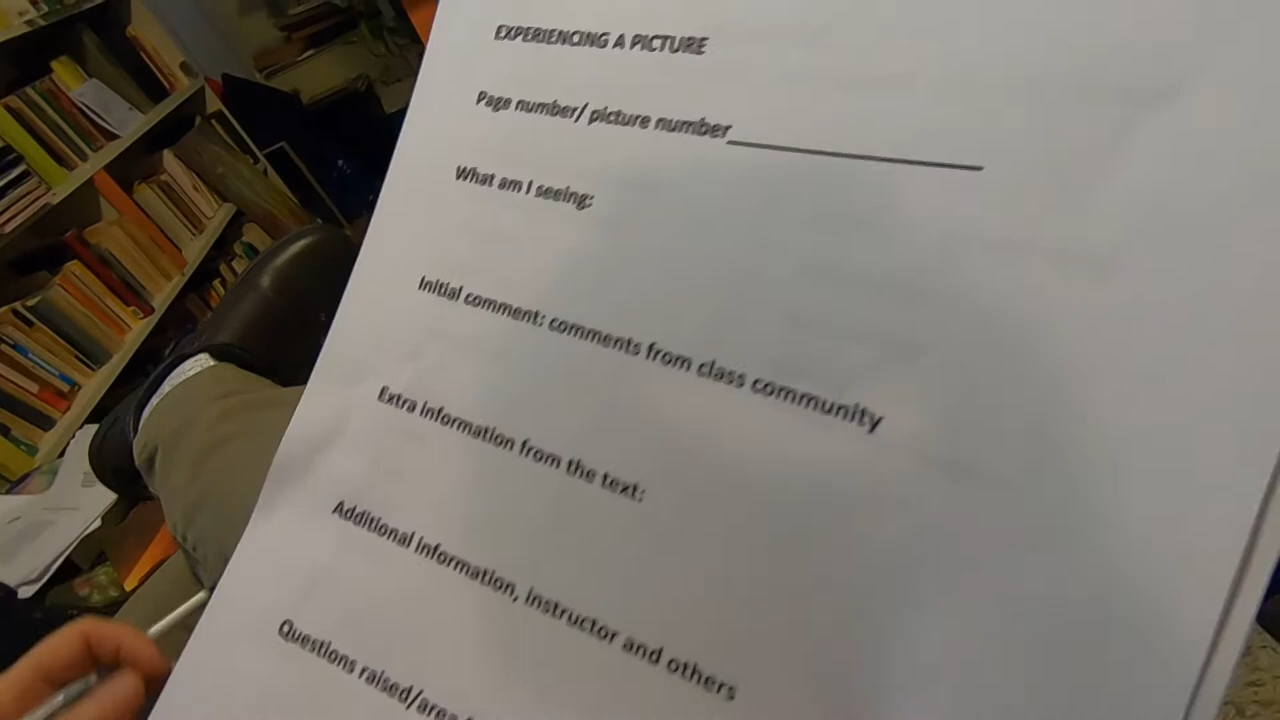 EXPERIENCING A PICTURE
Page number/ picture number
What am I seeing:
Initial comment: comments from class community
Extra information from the text:
Additional information, instructor and others
Questions raised/area